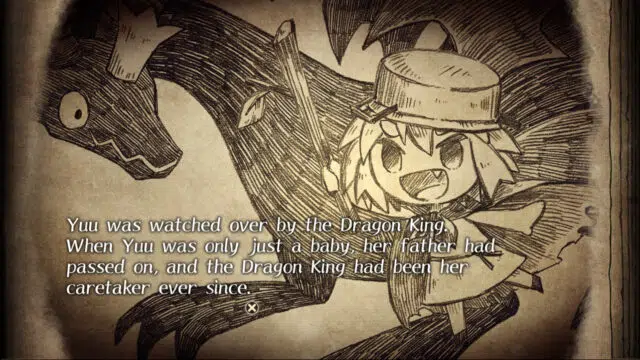 Yuu was watched over by the Dragon King.
When Yuu was only just a baby, her father had
passed on, and the Dragon King had been her
caretaker ever since.